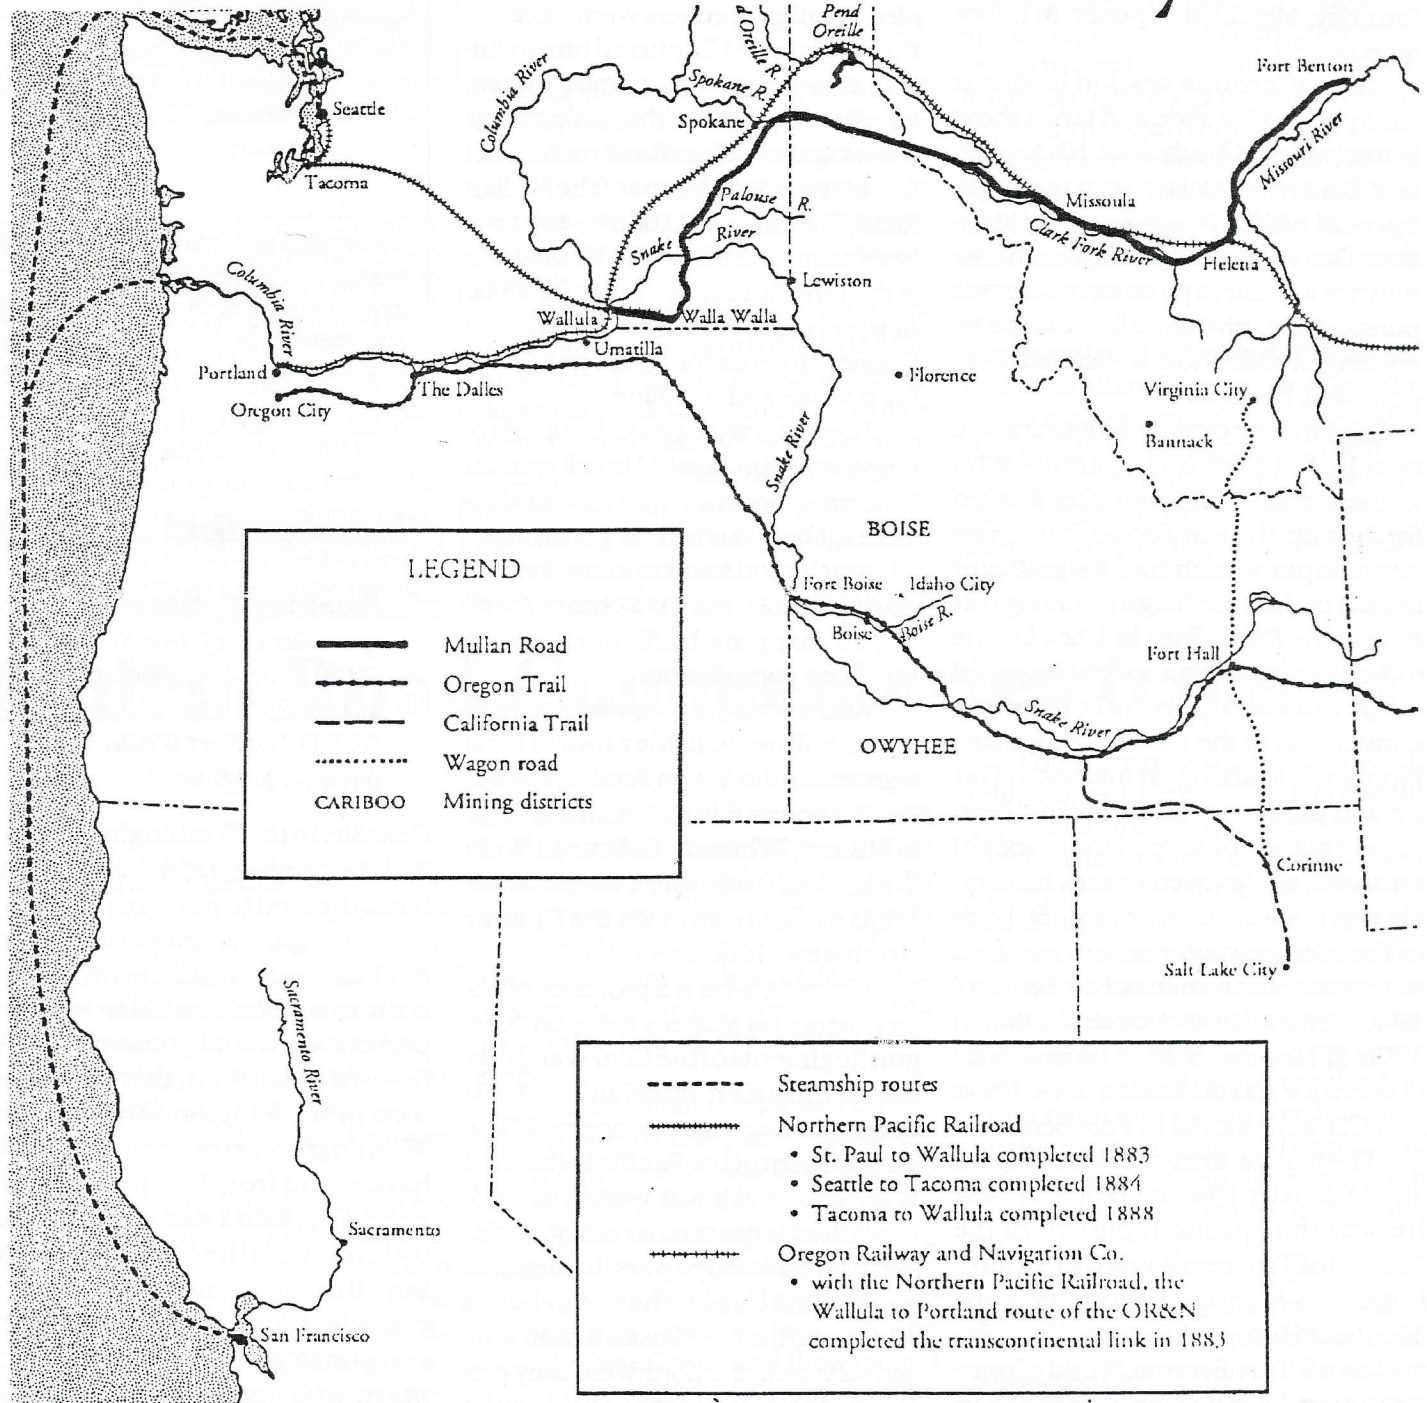 Pend
Oreille
Oreille R.
Fort Benton
Columbia River
Spokane R.
Seattle
Spokane
Missouri River
Tacoma
Palouse R.
Missoula
Snake River
Clark Fork River
Helena
Columbia River
Lewiston
Wallula
Walla Walla
Umatilla
Portland
The Dalles
Florence
Virginia City
Oregon City
Bannack
Snake River
BOISE
LEGEND
Mullan Road
Oregon Trail
California Trail
Wagon road
CARIBOO Mining districts
Fort Boise
Idaho City
Boise
Boise R.
Fort Hall
Snake River
OWYHEE
Corinne
Salt Lake City
Sacramento River
Sacramento
San Francisco
Steamship routes
Northern Pacific Railroad
• St. Paul to Wallula completed 1883
• Seattle to Tacoma completed 1884
• Tacoma to Wallula completed 1888
Oregon Railway and Navigation Co.
• with the Northern Pacific Railroad, the
Wallula to Portland route of the OR&N
completed the transcontinental link in 1883